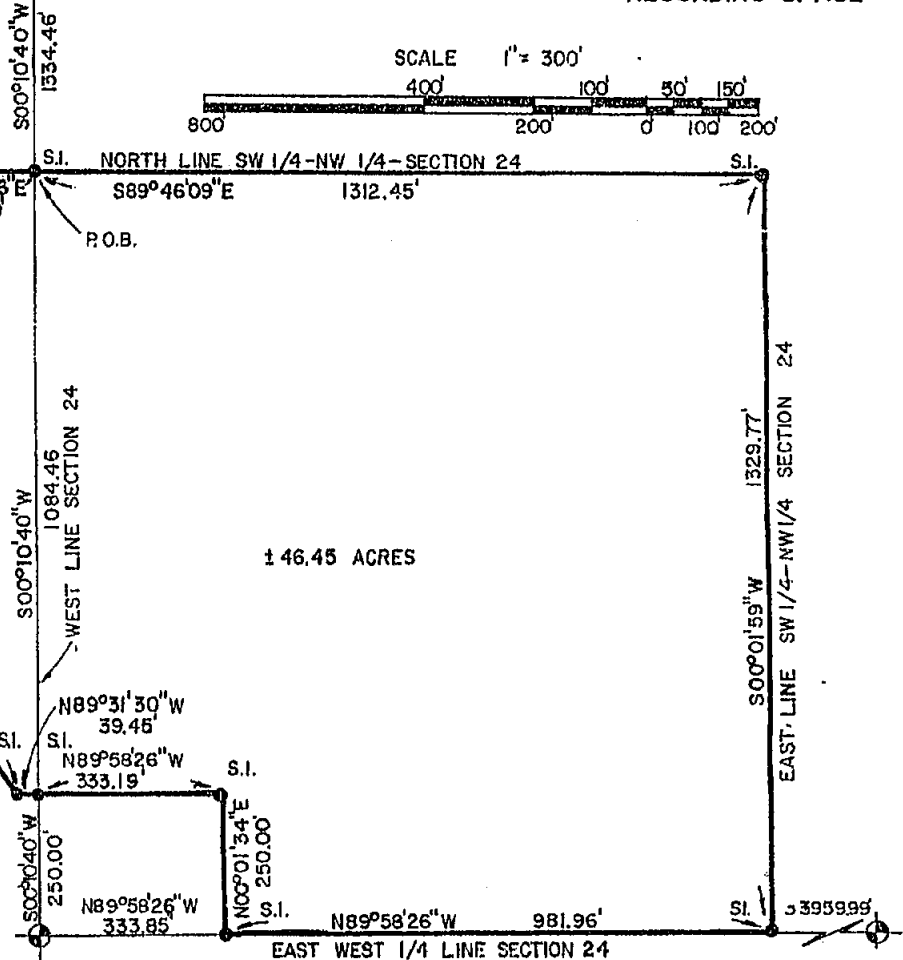 S00°10'40"W
1334.46'
SCALE 1"= 300'
400' 100' 50' 150'
800' 200' 0' 100' 200'
S.I. NORTH LINE SW 1/4-NW 1/4-SECTION 24 S.I.
"E S89°46'09"E 1312.45'
P.O.B.
WEST LINE SECTION 24
1084.46
S00°10'40"W
± 46.45 ACRES
1329.77'
S00°01'59"W
EAST LINE SW 1/4-NW 1/4 SECTION 24
N89°31'30"W
39.45'
S.I. S.I.
N89°58'26"W
333.19'
S.I.
S00°10'40"W
250.00'
N00°01'34"E
250.00'
N89°58'26"W
333.85'
S.I.
N89°58'26"W 981.96'
S.I. 3959.99'
EAST WEST 1/4 LINE SECTION 24